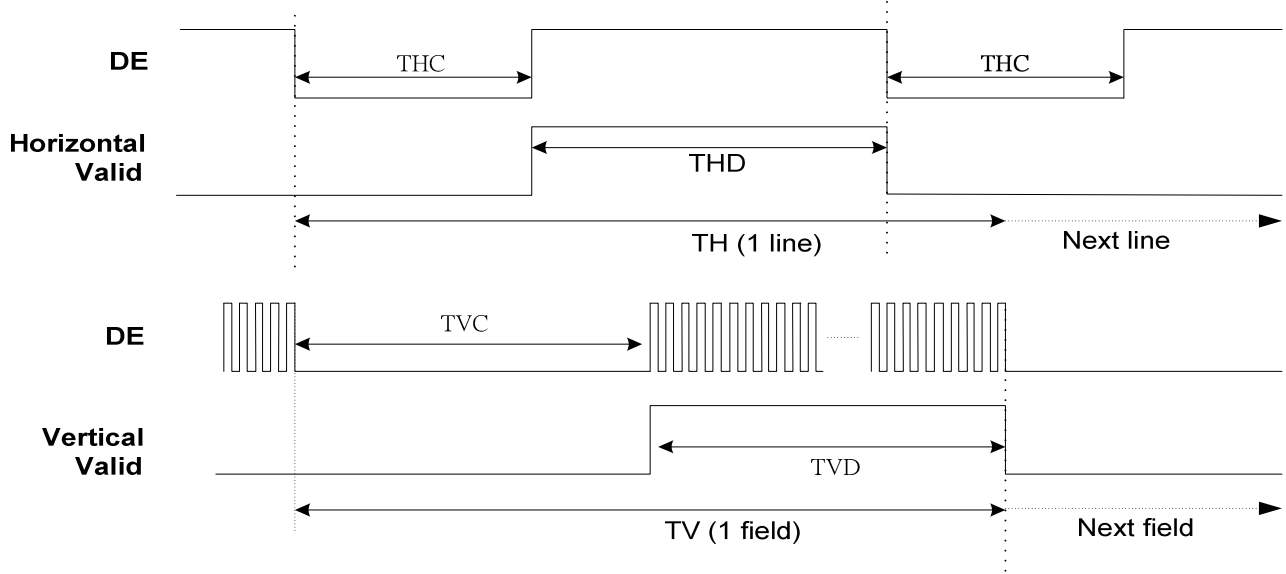 DE
THC
THC
Horizontal
Valid
THD
TH (1 line)
Next line
DE
TVC
Vertical
Valid
TVD
TV (1 field)
Next field